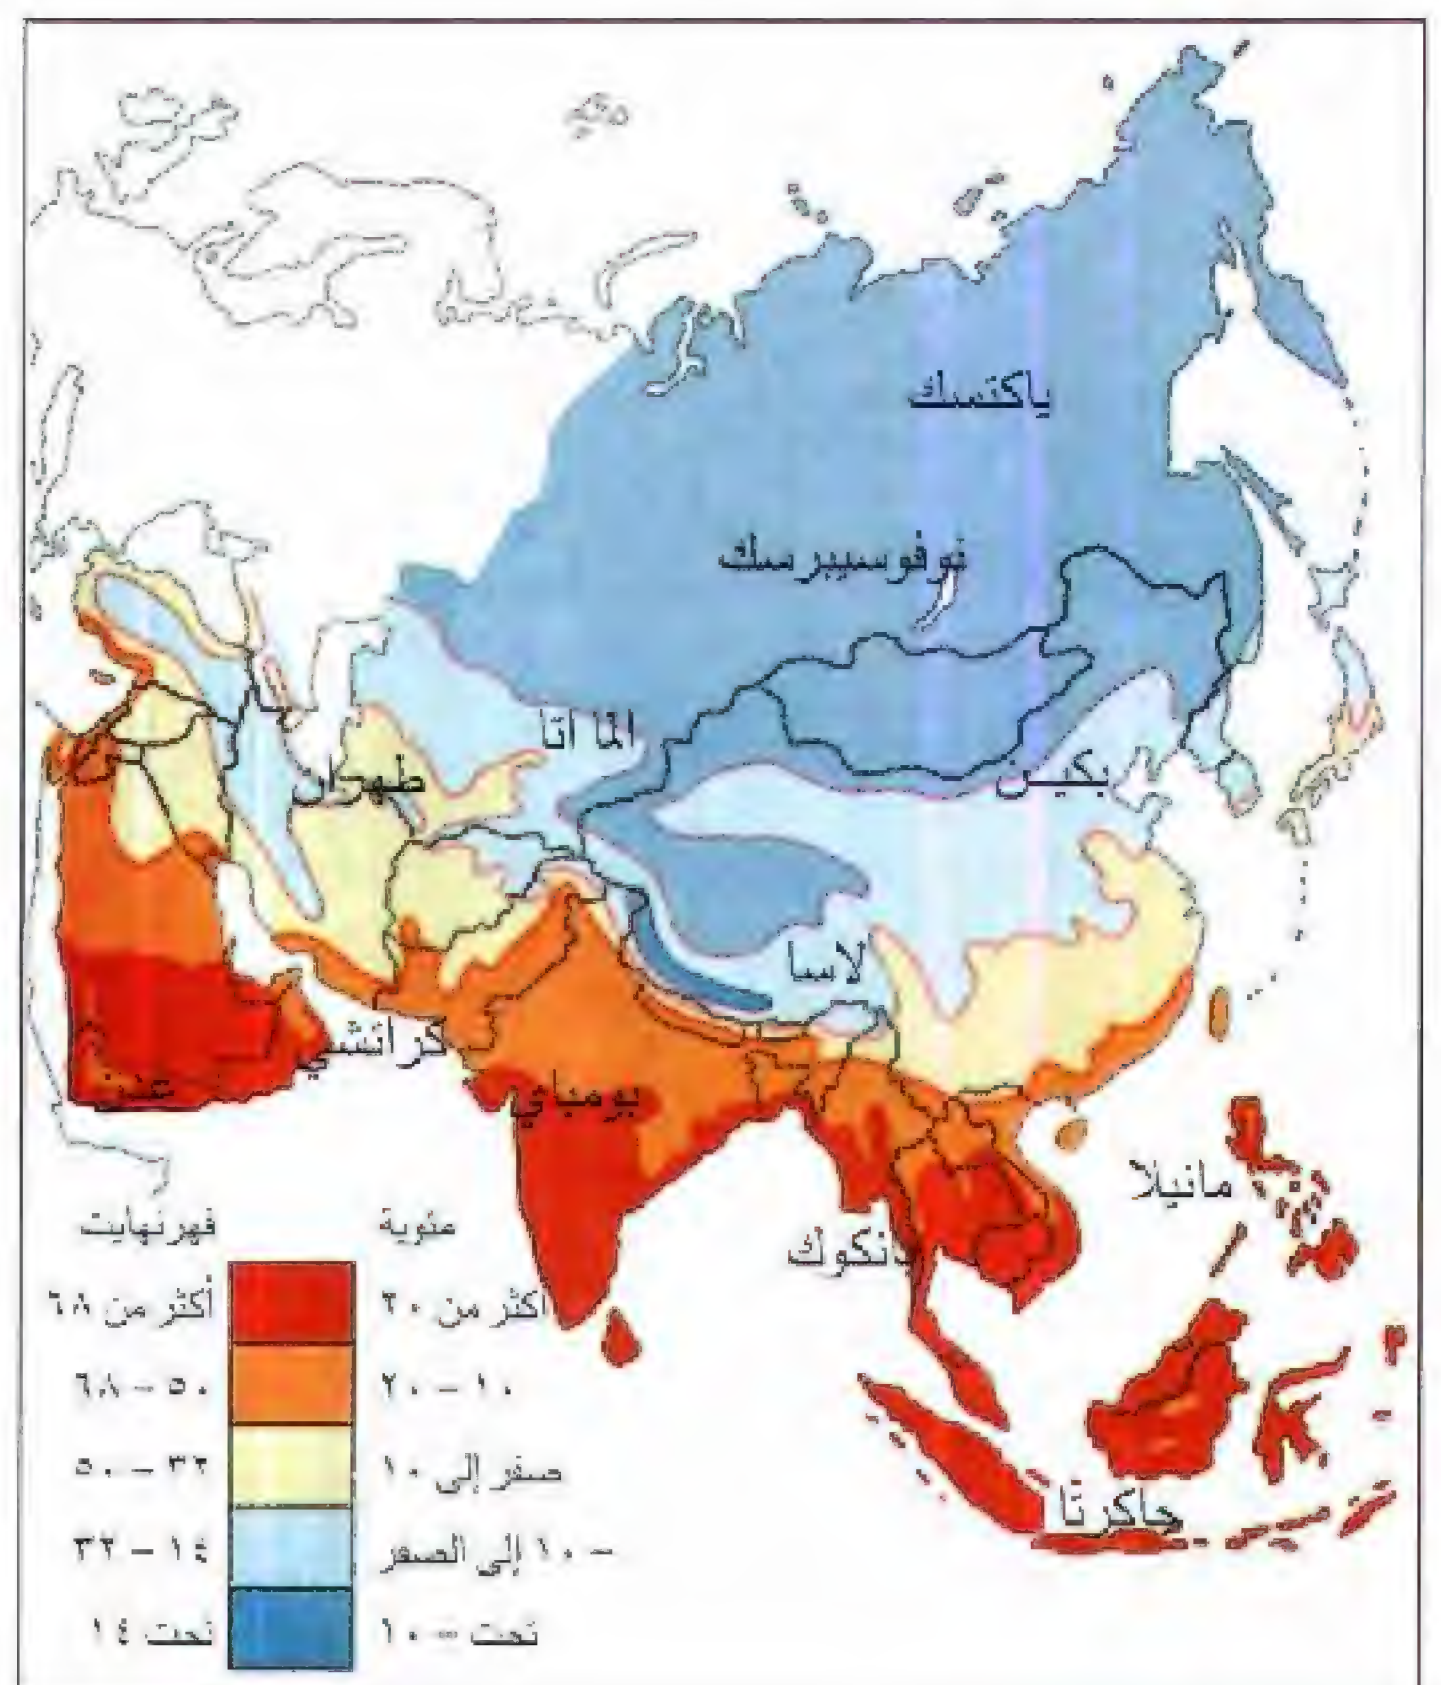 ياكتسك
نوفوسيبرسك
الما اتا
طهران
بكين
لاسا
كراتشي
بومباي
مانيلا
بانكوك
جاكرتا
فهرنهايت
مئوية
أكثر من ٦٨
أكثر من ٢٠
٥٠ – ٦٨
١٠ – ٢٠
٣٢ – ٥٠
صفر إلى ١٠
١٤ – ٣٢
– ١٠ إلى الصفر
تحت ١٤
تحت – ١٠